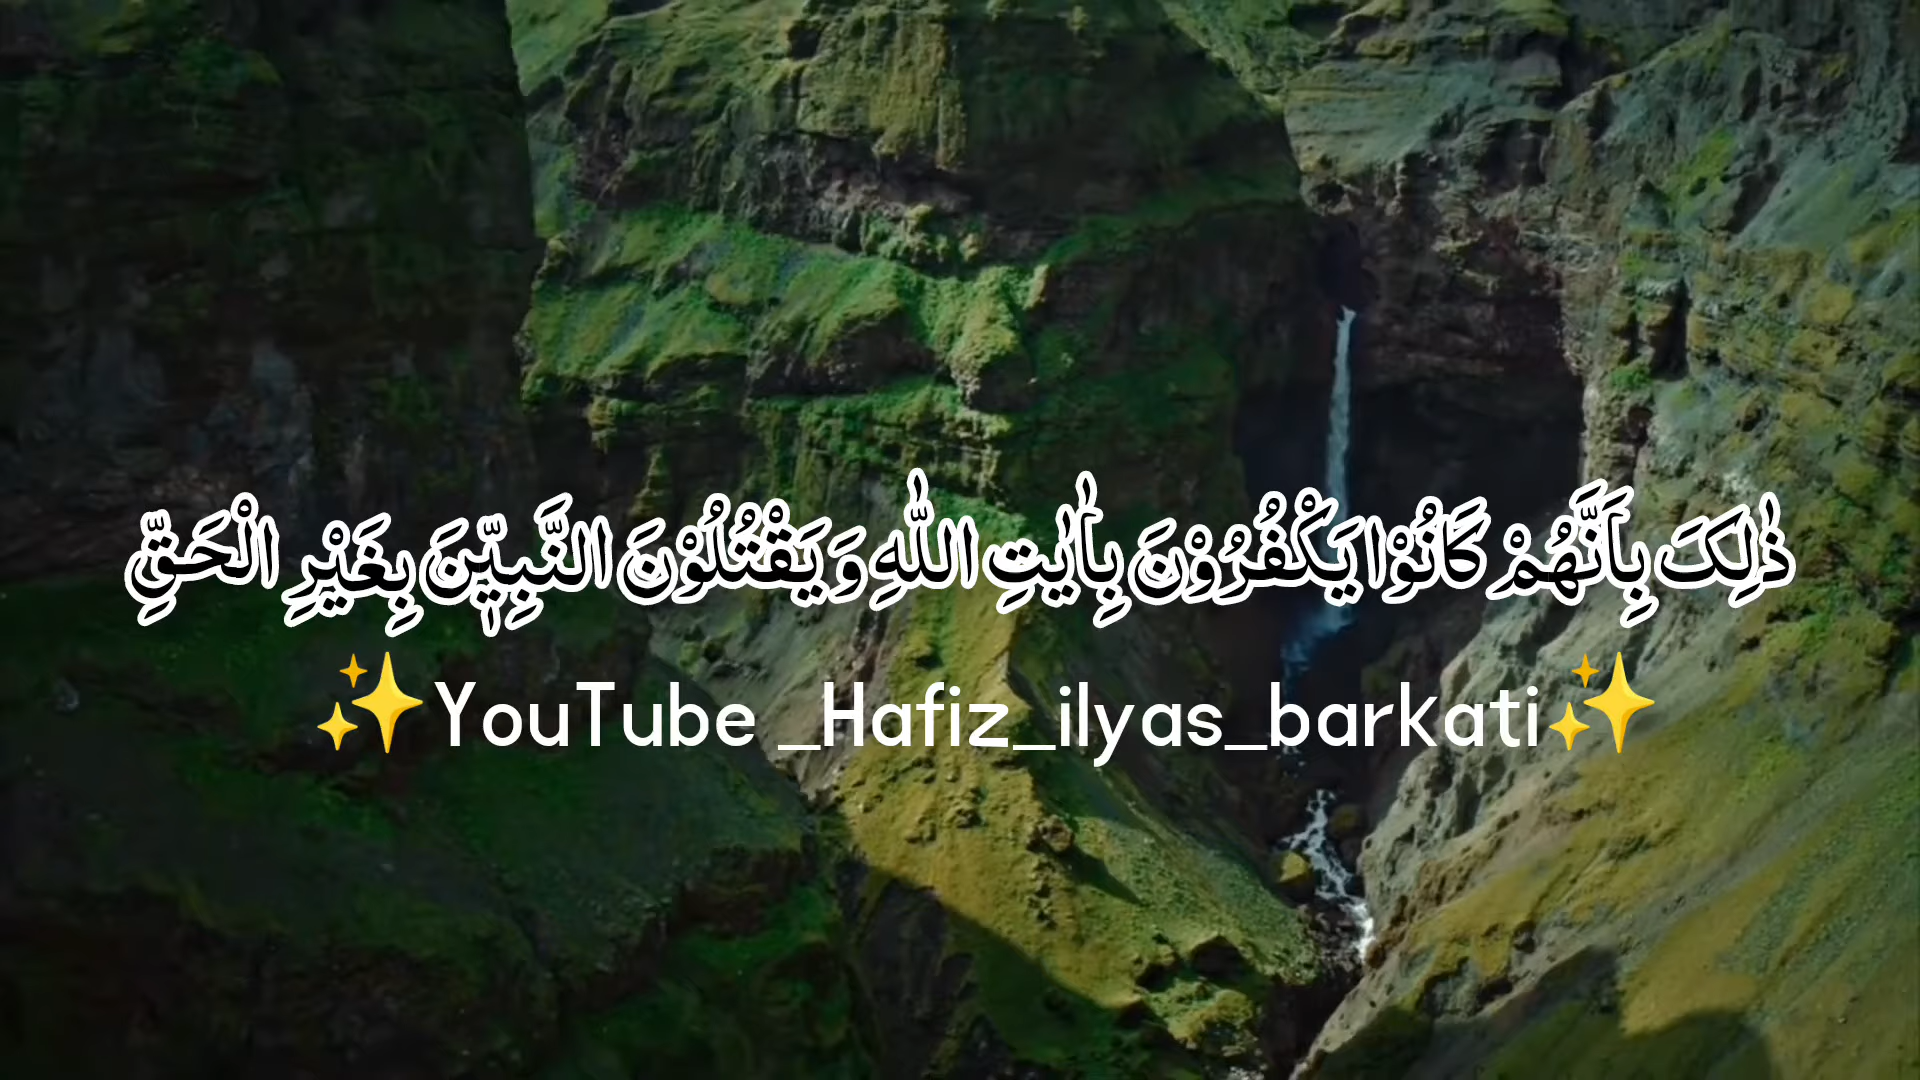 ذٰلِکَ بِاَنَّهُمْ کَانُوْا یَکْفُرُوْنَ بِاٰیٰتِ اللّٰهِ وَ یَقْتُلُوْنَ النَّبِیّٖنَ بِغَیْرِ الْحَقِّ
✨YouTube _Hafiz_ilyas_barkati✨